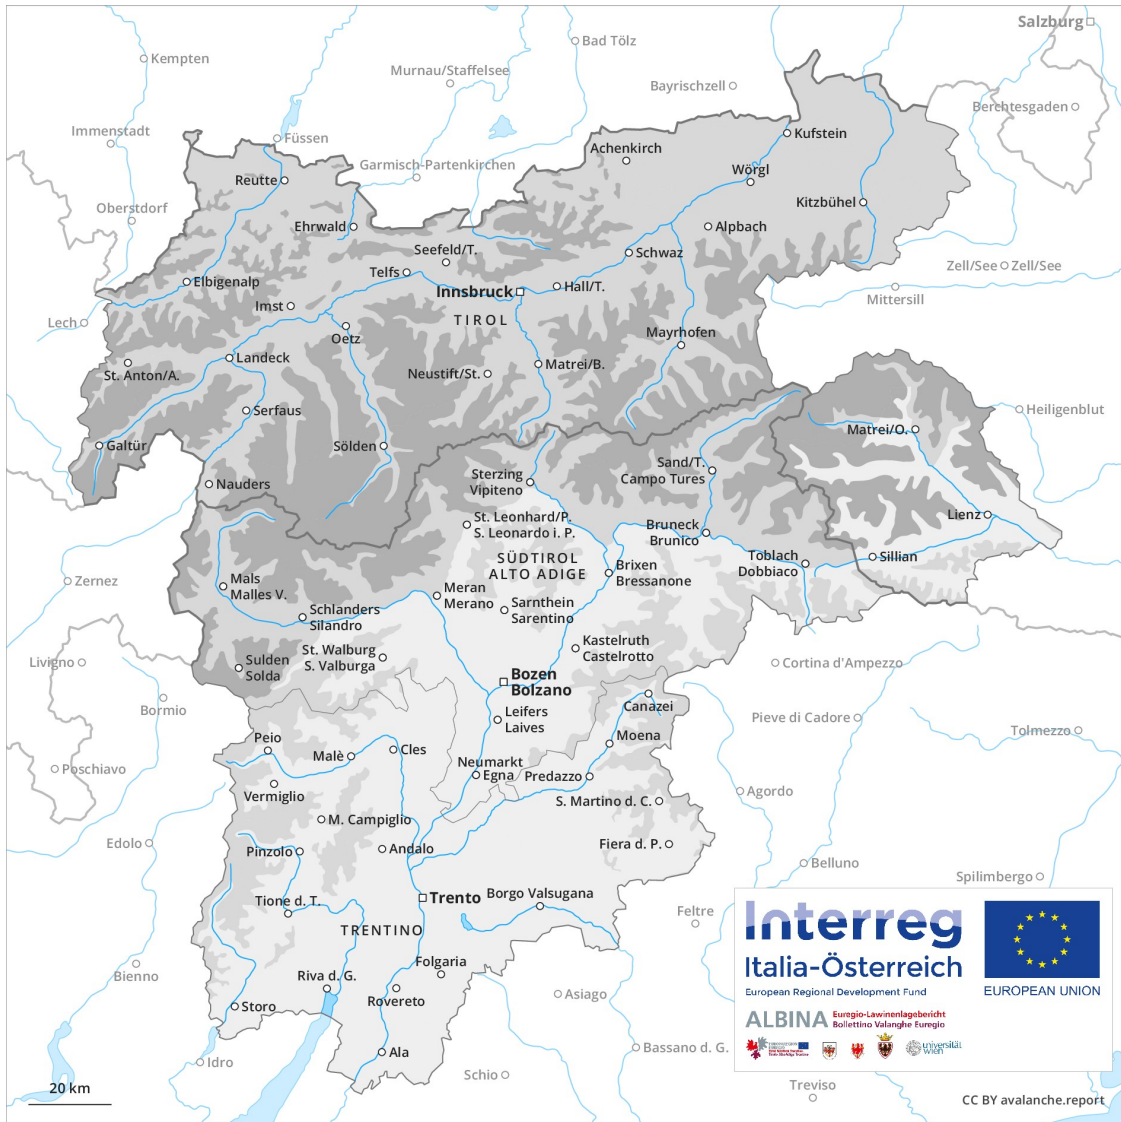 Salzburg
Bad Tölz
Kempten
Murnau/Staffelsee
Bayrischzell
Berchtesgaden
Immenstadt
Füssen
Kufstein
Achenkirch
Garmisch-Partenkirchen
Wörgl
Reutte
Kitzbühel
Oberstdorf
Ehrwald
Alpbach
Seefeld/T.
Schwaz
Zell/See
Zell/See
Telfs
Elbigenalp
Hall/T.
Innsbruck
Mittersill
Imst
TIROL
Lech
Oetz
Mayrhofen
Landeck
Matrei/B.
St. Anton/A.
Neustift/St.
Serfaus
Heiligenblut
Matrei/O.
Galtür
Sölden
Sand/T.
Campo Tures
Sterzing
Vipiteno
Nauders
Lienz
St. Leonhard/P.
S. Leonardo i. P.
Bruneck
Brunico
SÜDTIROL
ALTO ADIGE
Toblach
Dobbiaco
Sillian
Brixen
Bressanone
Zernez
Mals
Malles V.
Meran
Merano
Sarnthein
Sarentino
Schlanders
Silandro
Kastelruth
Castelrotto
St. Walburg
S. Valburga
Livigno
Sulden
Solda
Cortina d'Ampezzo
Bozen
Bolzano
Bormio
Canazei
Leifers
Laives
Pieve di Cadore
Tolmezzo
Peio
Moena
Malè
Cles
Neumarkt
Egna
Predazzo
Poschiavo
Vermiglio
Agordo
S. Martino d. C.
M. Campiglio
Edolo
Pinzolo
Andalo
Fiera d. P.
Belluno
Spilimbergo
Tione d. T.
Trento
Borgo Valsugana
Feltre
TRENTINO
Interreg
Italia-Österreich
European Regional Development Fund
EUROPEAN UNION
Folgaria
Bienno
Riva d. G.
Rovereto
Asiago
Storo
ALBINA
Euregio-Lawinenlagebericht
Bollettino Valanghe Euregio
universität
wien
Ala
Bassano d. G.
Idro
Schio
Treviso
20 km
CC BY avalanche.report